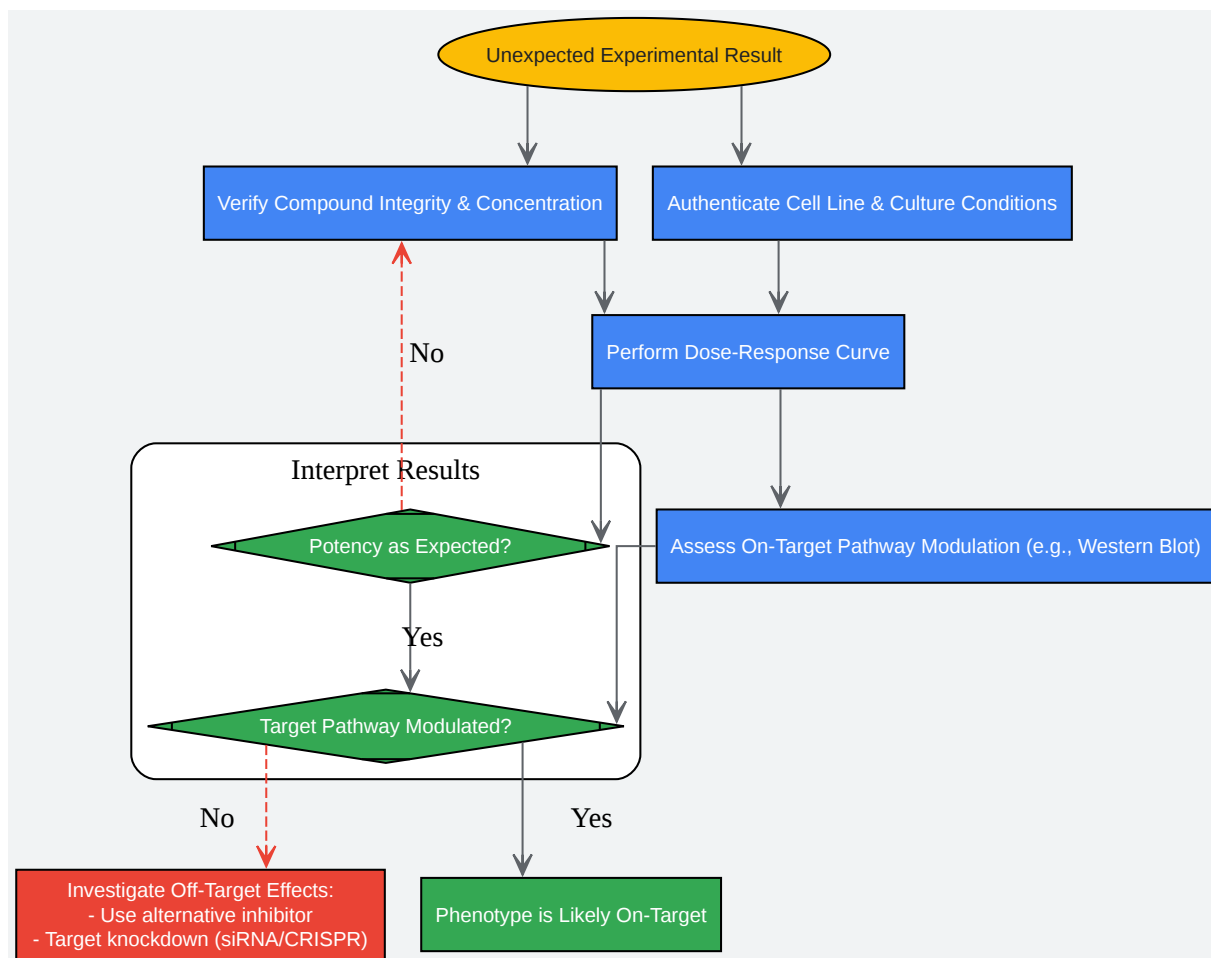 Unexpected Experimental Result
Verify Compound Integrity & Concentration
Authenticate Cell Line & Culture Conditions
Perform Dose-Response Curve
No
Interpret Results
Potency as Expected?
Assess On-Target Pathway Modulation (e.g., Western Blot)
Yes
Target Pathway Modulated?
No
Yes
Investigate Off-Target Effects:
- Use alternative inhibitor
- Target knockdown (siRNA/CRISPR)
Phenotype is Likely On-Target